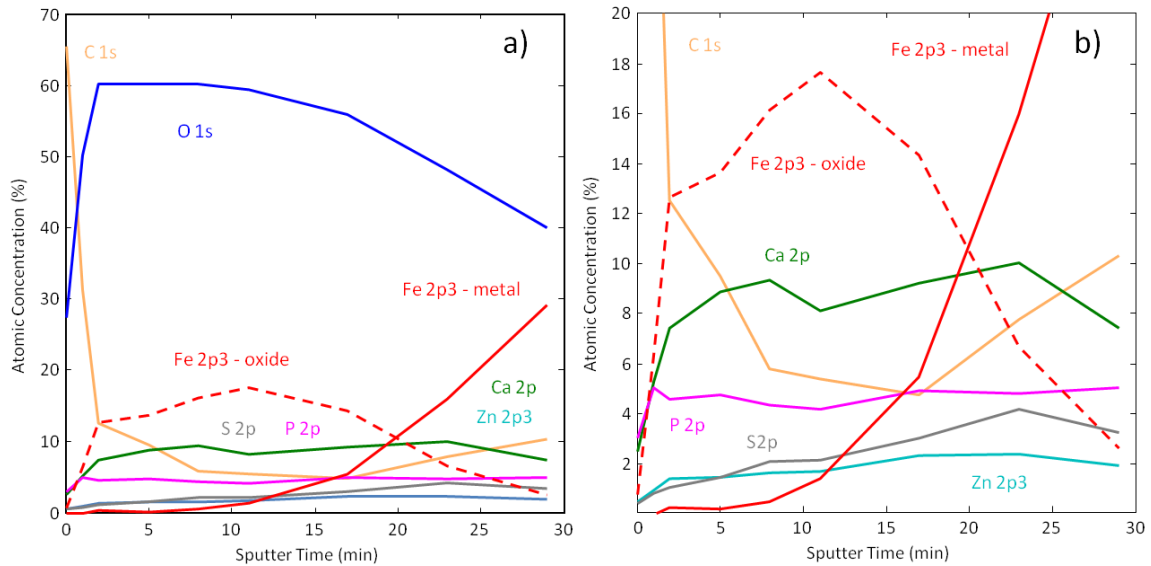 a)
70
60
50
40
30
20
10
0
Atomic Concentration (%)
C 1s
O 1s
Fe 2p3 - metal
Fe 2p3 - oxide
Ca 2p
Zn 2p3
S 2p
P 2p
0 5 10 15 20 25 30
Sputter Time (min)
b)
20
18
16
14
12
10
8
6
4
2
Atomic Concentration (%)
C 1s
Fe 2p3 - metal
Fe 2p3 - oxide
Ca 2p
P 2p
S2p
Zn 2p3
0 5 10 15 20 25 30
Sputter Time (min)